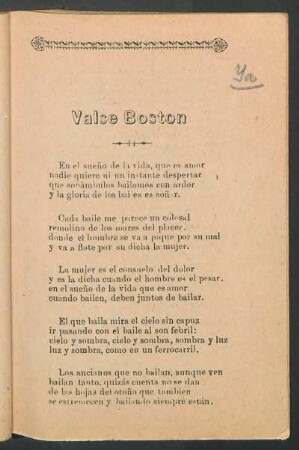 Ya
Valse Boston
En el sueño de la vida, que es amor
nadie quiere ni un instante despertar
que sonámbulos bailamos con ardor
y la gloria de los bailes es soñar.
Cada baile me parece un colosal
remolino de los mares del placer,
donde el hombre se va a pique por su mal
y va a flote por su dicha la mujer.
La mujer es el consuelo del dolor
y es la dicha cuando el hombre es el pesar.
en el sueño de la vida que es amor
cuando bailen, deben juntos de bailar.
El que baila mira el cielo sin capuz
ir pasando con el baile al son febril:
cielo y sombra, cielo y sombra, sombra y luz
luz y sombra, como en un ferrocarril.
Los ancianos que no bailan, aunque ven
bailan tanto, quizás cuenta no se dan
de las hojas del otoño que tambien
se estremecen y bailando siempre están.